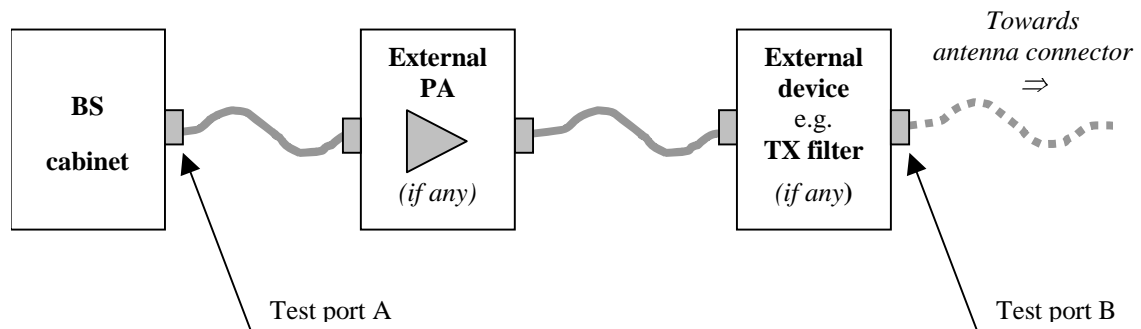 BS
cabinet
External
PA
(if any)
External
device
e.g.
TX filter
(if any)
Towards
antenna connector
⇒
Test port A
Test port B